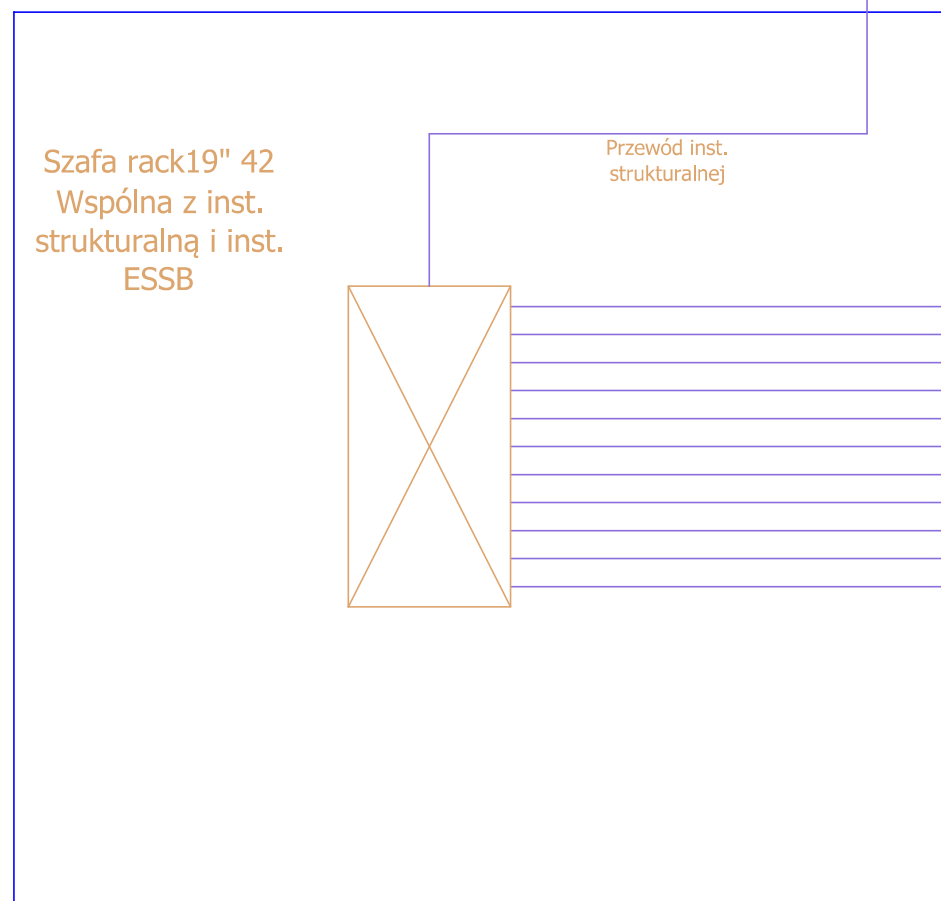 Szafa rack19" 42
Wspólna z inst.
strukturalną i inst.
ESSB
Przewód inst.
strukturalnej